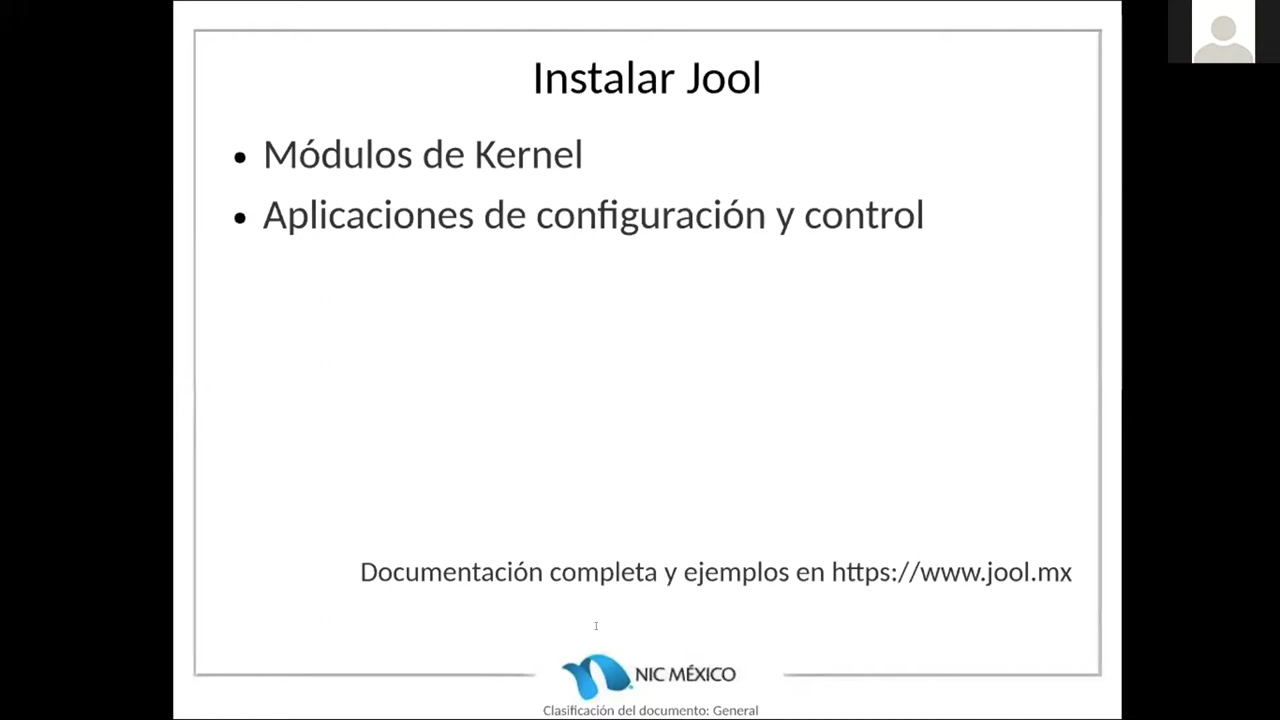 Instalar Jool
• Módulos de Kernel
• Aplicaciones de configuración y control
Documentación completa y ejemplos en https://www.jool.mx
NIC MÉXICO
Clasificación del documento: General